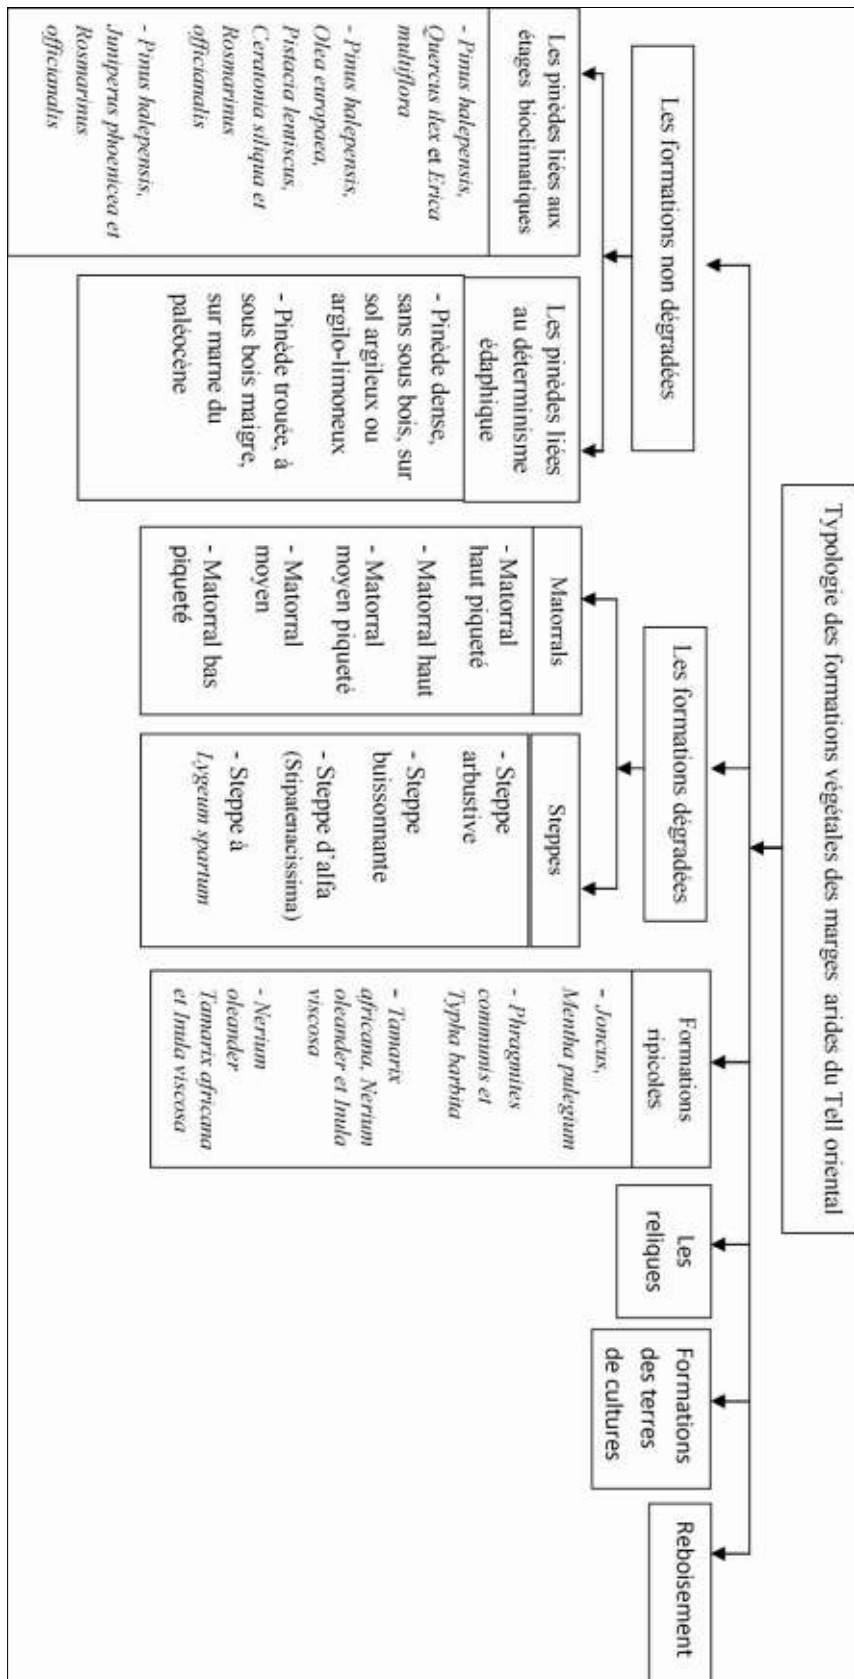 Typologie des formations végétales des marges arides du Tell oriental
Les formations non dégradées
Les pinèdes liées aux
étages bioclimatiques
- Pinus halepensis,
Quercus ilex et Erica
multiflora
- Pinus halepensis,
Olea europaea,
Pistacia lentiscus,
Ceratonia siliqua et
Rosmarinus
officianalis
- Pinus halepensis,
Juniperus phoenicea et
Rosmarinus
officianalis
Les pinèdes liées
au déterminisme
édaphique
- Pinède dense,
sans sous bois, sur
sol argileux ou
argilo-limoneux
- Pinède trouée, à
sous bois maigre,
sur marne du
paléocène
Les formations dégradées
Matorrals
- Matorral
haut piqueté
- Matorral haut
- Matorral
moyen piqueté
- Matorral
moyen
- Matorral bas
piqueté
Steppes
- Steppe
arbustive
- Steppe
buissonnante
- Steppe d'alfa
(Stipatenacissima)
- Steppe à
Lygeum spartum
Formations
ripicoles
- Joncus,
Mentha pulegium
- Phragmites
communis et
Typha barbita
- Tamarix
africana, Nerium
oleander et Inula
viscosa
- Nerium
oleander
Tamarix africana
et Inula viscosa
Les
reliques
Formations
des terres
de cultures
Reboisement